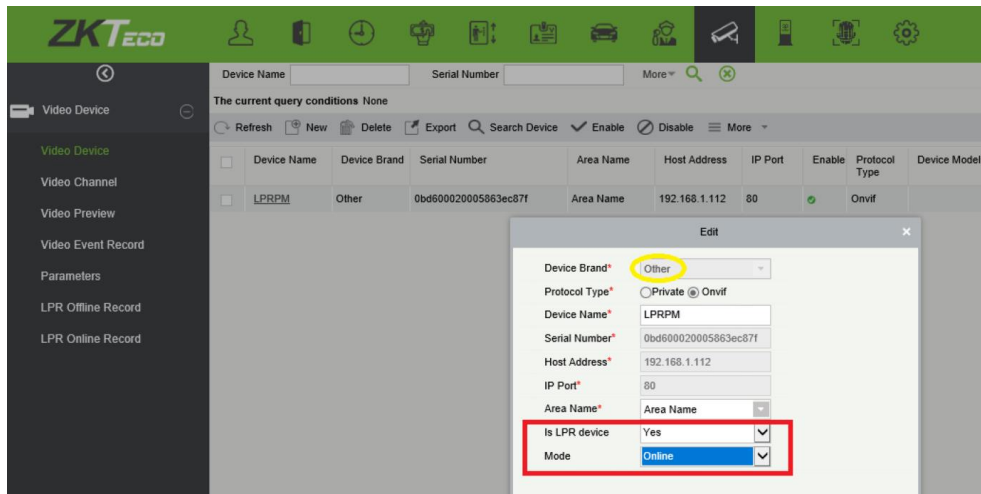 ZKTECO
Device Name Serial Number More
The current query conditions None
Refresh New Delete Export Search Device Enable Disable More
Video Device
Video Device
Video Channel
Video Preview
Video Event Record
Parameters
LPR Offline Record
LPR Online Record
Device Name Device Brand Serial Number Area Name Host Address IP Port Enable Protocol Type Device Model
LPRPM Other 0bd600020005863ec87f Area Name 192.168.1.112 80 Onvif
Edit
Device Brand* Other
Protocol Type* Private Onvif
Device Name* LPRPM
Serial Number* 0bd600020005863ec87f
Host Address* 192.168.1.112
IP Port* 80
Area Name* Area Name
Is LPR device Yes
Mode Online